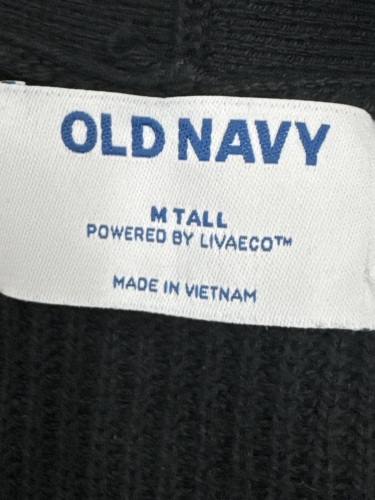 OLD NAVY
M TALL
POWERED BY LIVAECO™
MADE IN VIETNAM